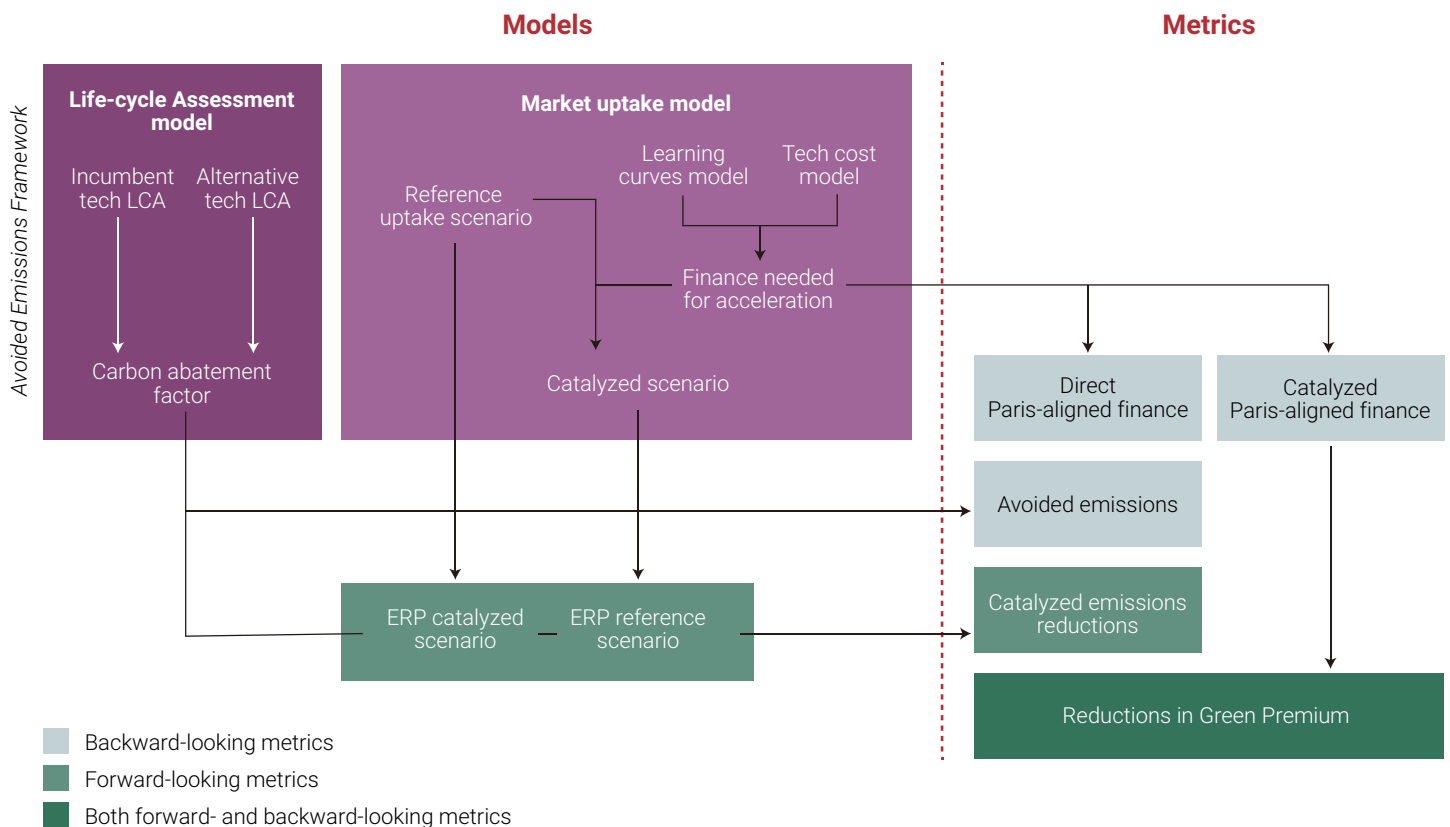 Models
Metrics
Avoided Emissions Framework
Life-cycle Assessment
model
Incumbent
tech LCA
Alternative
tech LCA
Carbon abatement
factor
Market uptake model
Reference
uptake scenario
Learning
curves model
Tech cost
model
Finance needed
for acceleration
Catalyzed scenario
Direct
Paris-aligned finance
Catalyzed
Paris-aligned finance
Avoided emissions
ERP catalyzed
scenario
ERP reference
scenario
Catalyzed emissions
reductions
Reductions in Green Premium
Backward-looking metrics
Forward-looking metrics
Both forward- and backward-looking metrics